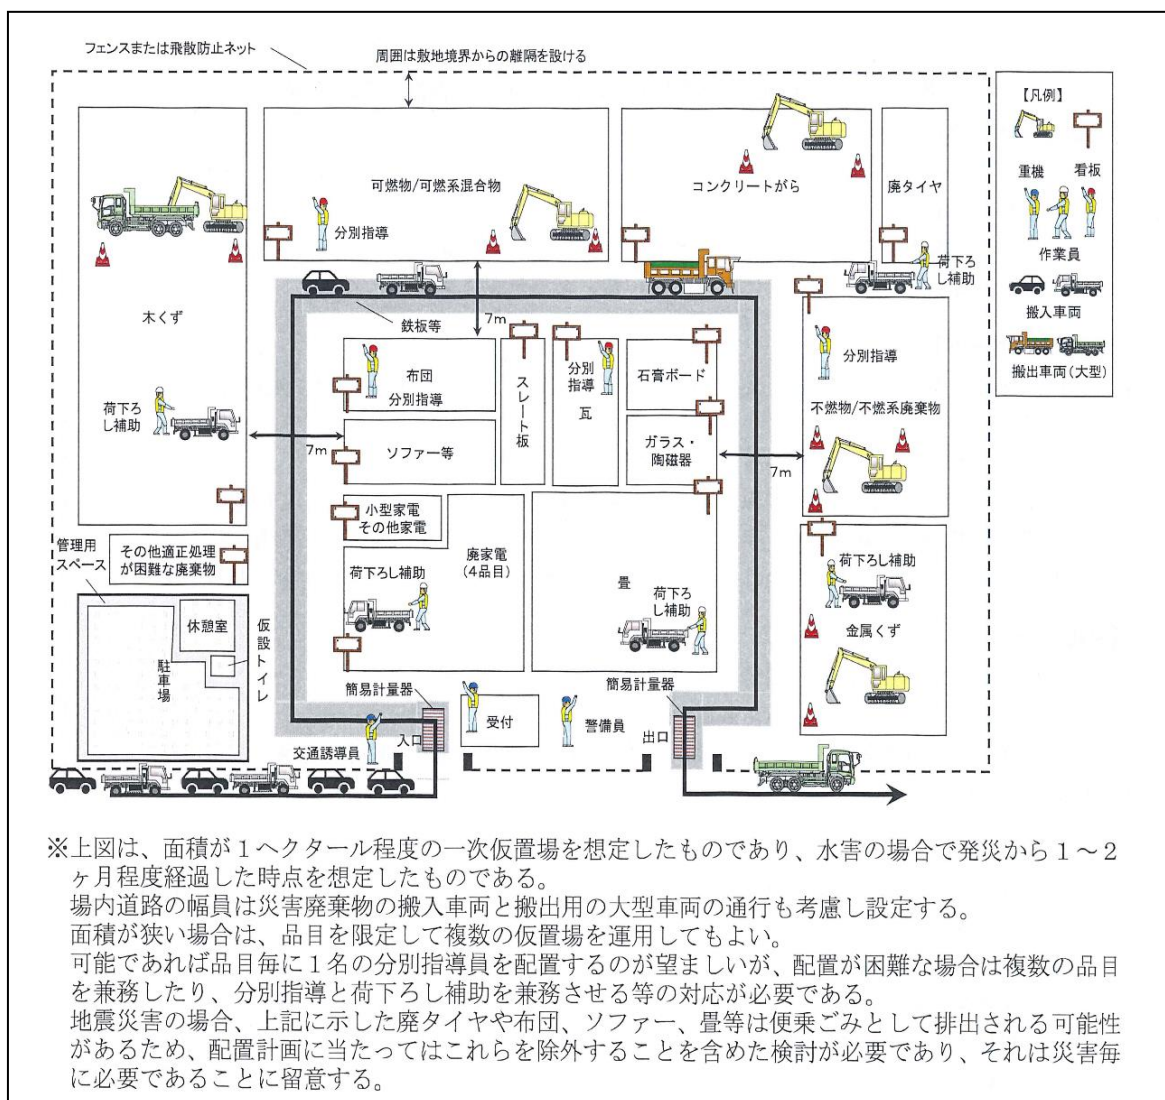 フェンスまたは飛散防止ネット
周囲は敷地境界からの離隔を設ける
【凡例】
重機
看板
作業員
搬入車両
搬出車両(大型)
可燃物/可燃系混合物
分別指導
コンクリートがら
廃タイヤ
荷下ろ
し補助
木くず
鉄板等
7m
布団
分別指導
スレート板
分別
指導
瓦
石膏ボード
分別指導
不燃物/不燃系廃棄物
荷下ろ
し補助
7m
ソファー等
ガラス・
陶磁器
7m
小型家電
その他家電
廃家電
(4品目)
荷下ろし補助
畳
荷下ろ
し補助
荷下ろし補助
金属くず
管理用
スペース
その他適正処理
が困難な廃棄物
休憩室
仮設トイレ
駐車場
簡易計量器
入口
受付
警備員
簡易計量器
出口
交通誘導員
※上図は、面積が1ヘクタール程度の一次仮置場を想定したものであり、水害の場合で発災から1~2
ヶ月程度経過した時点を想定したものである。
場内道路の幅員は災害廃棄物の搬入車両と搬出用の大型車両の通行も考慮し設定する。
面積が狭い場合は、品目を限定して複数の仮置場を運用してもよい。
可能であれば品目毎に1名の分別指導員を配置するのが望ましいが、配置が困難な場合は複数の品目
を兼務したり、分別指導と荷下ろし補助を兼務させる等の対応が必要である。
地震災害の場合、上記に示した廃タイヤや布団、ソファー、畳等は便乗ごみとして排出される可能性
があるため、配置計画に当たってはこれらを除外することを含めた検討が必要であり、それは災害毎
に必要であることに留意する。